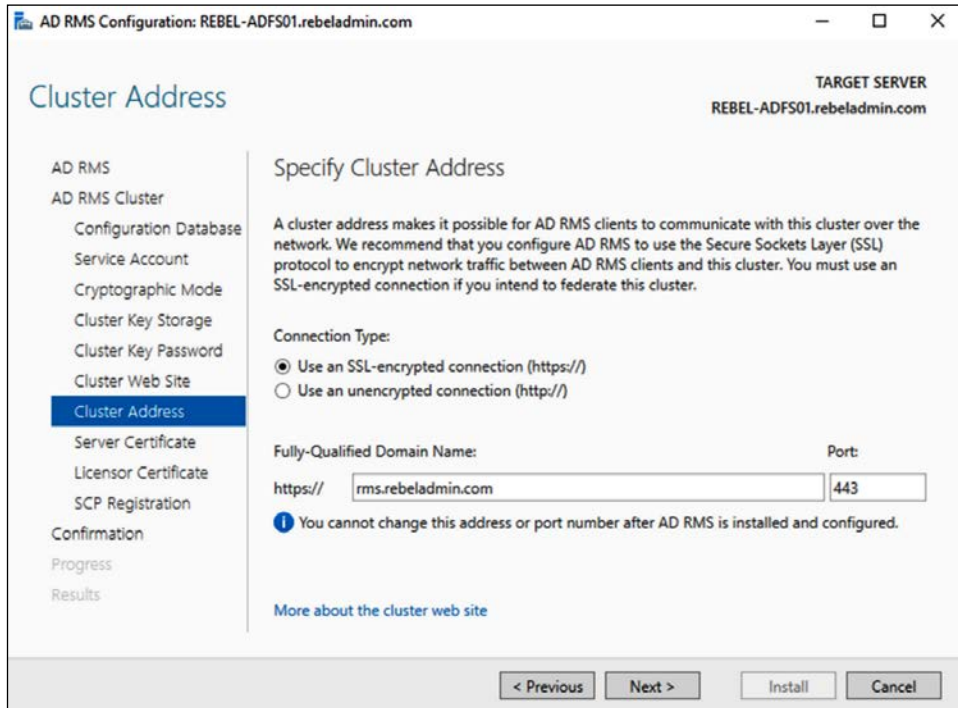 AD RMS Configuration: REBEL-ADFS01.rebeladmin.com
Cluster Address
TARGET SERVER
REBEL-ADFS01.rebeladmin.com
AD RMS
AD RMS Cluster
Configuration Database
Service Account
Cryptographic Mode
Cluster Key Storage
Cluster Key Password
Cluster Web Site
Cluster Address
Server Certificate
Licensor Certificate
SCP Registration
Confirmation
Progress
Results
Specify Cluster Address
A cluster address makes it possible for AD RMS clients to communicate with this cluster over the
network. We recommend that you configure AD RMS to use the Secure Sockets Layer (SSL)
protocol to encrypt network traffic between AD RMS clients and this cluster. You must use an
SSL-encrypted connection if you intend to federate this cluster.
Connection Type:
Use an SSL-encrypted connection (https://)
Use an unencrypted connection (http://)
Fully-Qualified Domain Name: Port:
https:// rms.rebeladmin.com 443
You cannot change this address or port number after AD RMS is installed and configured.
More about the cluster web site
< Previous Next > Install Cancel